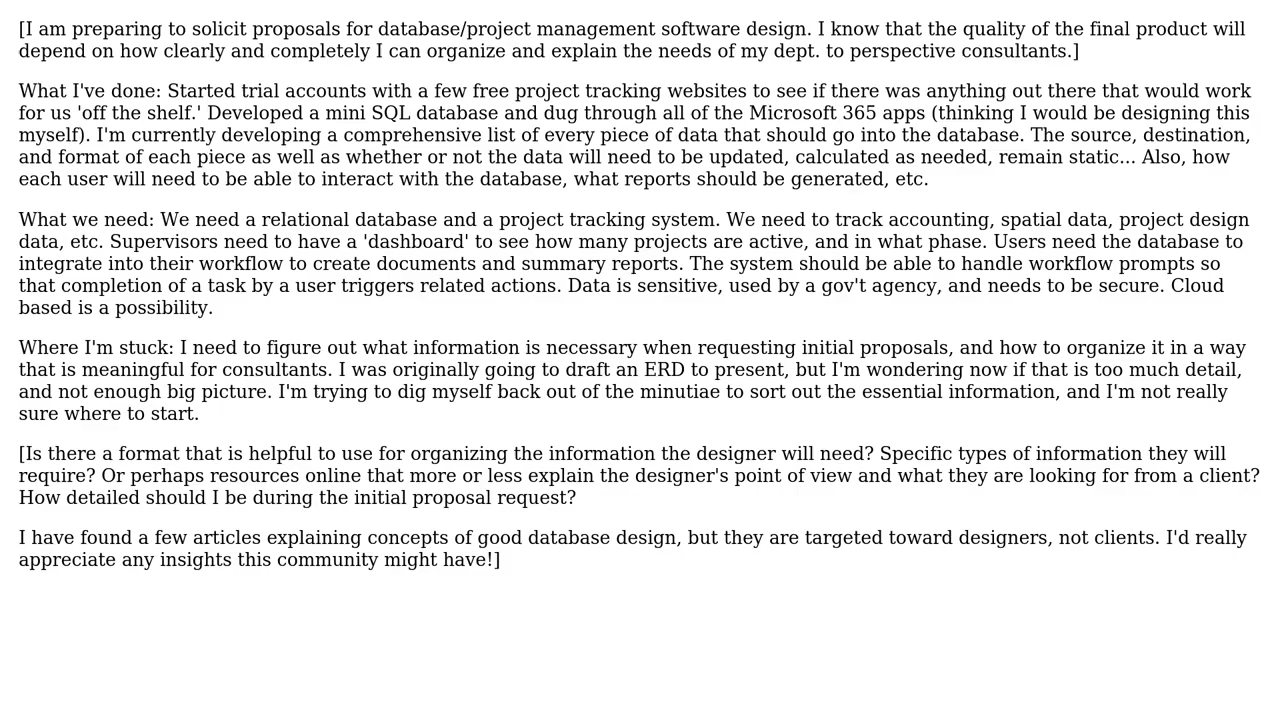 [I am preparing to solicit proposals for database/project management software design. I know that the quality of the final product will
depend on how clearly and completely I can organize and explain the needs of my dept. to perspective consultants.]
What I've done: Started trial accounts with a few free project tracking websites to see if there was anything out there that would work
for us 'off the shelf.' Developed a mini SQL database and dug through all of the Microsoft 365 apps (thinking I would be designing this
myself). I'm currently developing a comprehensive list of every piece of data that should go into the database. The source, destination,
and format of each piece as well as whether or not the data will need to be updated, calculated as needed, remain static... Also, how
each user will need to be able to interact with the database, what reports should be generated, etc.
What we need: We need a relational database and a project tracking system. We need to track accounting, spatial data, project design
data, etc. Supervisors need to have a 'dashboard' to see how many projects are active, and in what phase. Users need the database to
integrate into their workflow to create documents and summary reports. The system should be able to handle workflow prompts so
that completion of a task by a user triggers related actions. Data is sensitive, used by a gov't agency, and needs to be secure. Cloud
based is a possibility.
Where I'm stuck: I need to figure out what information is necessary when requesting initial proposals, and how to organize it in a way
that is meaningful for consultants. I was originally going to draft an ERD to present, but I'm wondering now if that is too much detail,
and not enough big picture. I'm trying to dig myself back out of the minutiae to sort out the essential information, and I'm not really
sure where to start.
[Is there a format that is helpful to use for organizing the information the designer will need? Specific types of information they will
require? Or perhaps resources online that more or less explain the designer's point of view and what they are looking for from a client?
How detailed should I be during the initial proposal request?
I have found a few articles explaining concepts of good database design, but they are targeted toward designers, not clients. I'd really
appreciate any insights this community might have!]